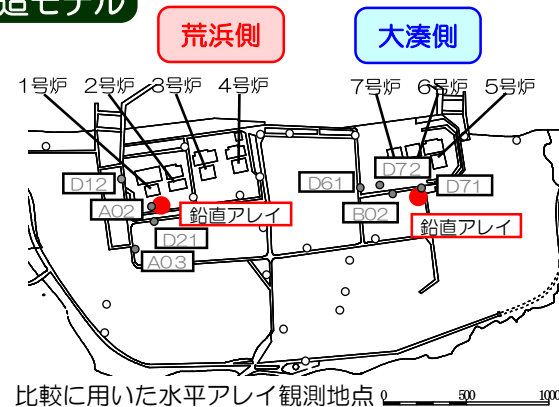 造モデル
荒浜側
大湊側
1号炉 2号炉 3号炉 4号炉
7号炉 6号炉 5号炉
D12
D61
D72
D71
A02
鉛直アレイ
B02
D21
鉛直アレイ
A03
比較に用いた水平アレイ観測地点
0 500 1000